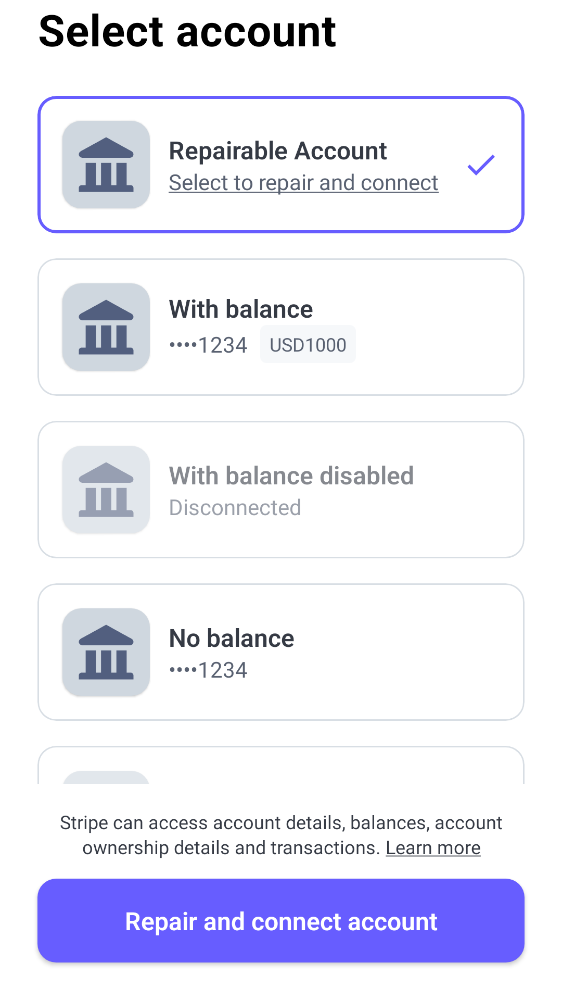 Select account
Repairable Account
Select to repair and connect
With balance
••••1234 USD1000
With balance disabled
Disconnected
No balance
••••1234
Stripe can access account details, balances, account
ownership details and transactions. Learn more
Repair and connect account